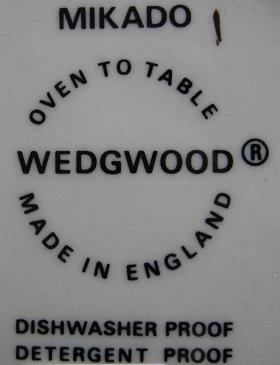 MIKADO
OVEN TO TABLE
WEDGWOOD®
MADE IN ENGLAND
DISHWASHER PROOF
DETERGENT PROOF